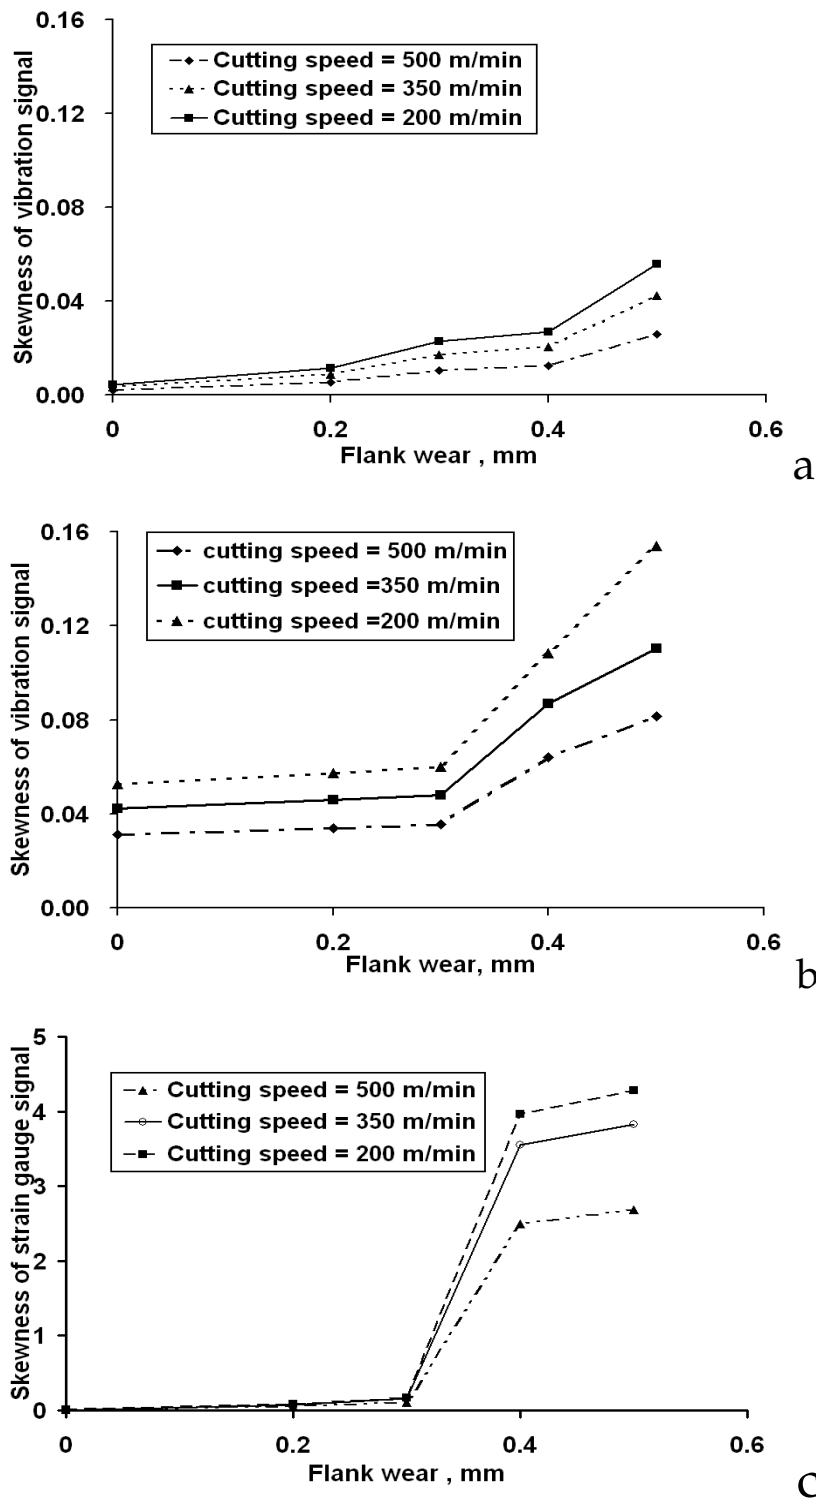 0.16
0.12
0.08
0.04
0.00
Skewness of vibration signal
Cutting speed = 500 m/min
Cutting speed = 350 m/min
Cutting speed = 200 m/min
0 0.2 0.4 0.6
Flank wear , mm
a
0.16
0.12
0.08
0.04
0.00
Skewness of vibration signal
cutting speed = 500 m/min
cutting speed =350 m/min
cutting speed =200 m/min
0 0.2 0.4 0.6
Flank wear, mm
b
5
4
3
2
1
0
Skewness of strain gauge signal
Cutting speed = 500 m/min
Cutting speed = 350 m/min
Cutting speed = 200 m/min
0 0.2 0.4 0.6
Flank wear , mm
c